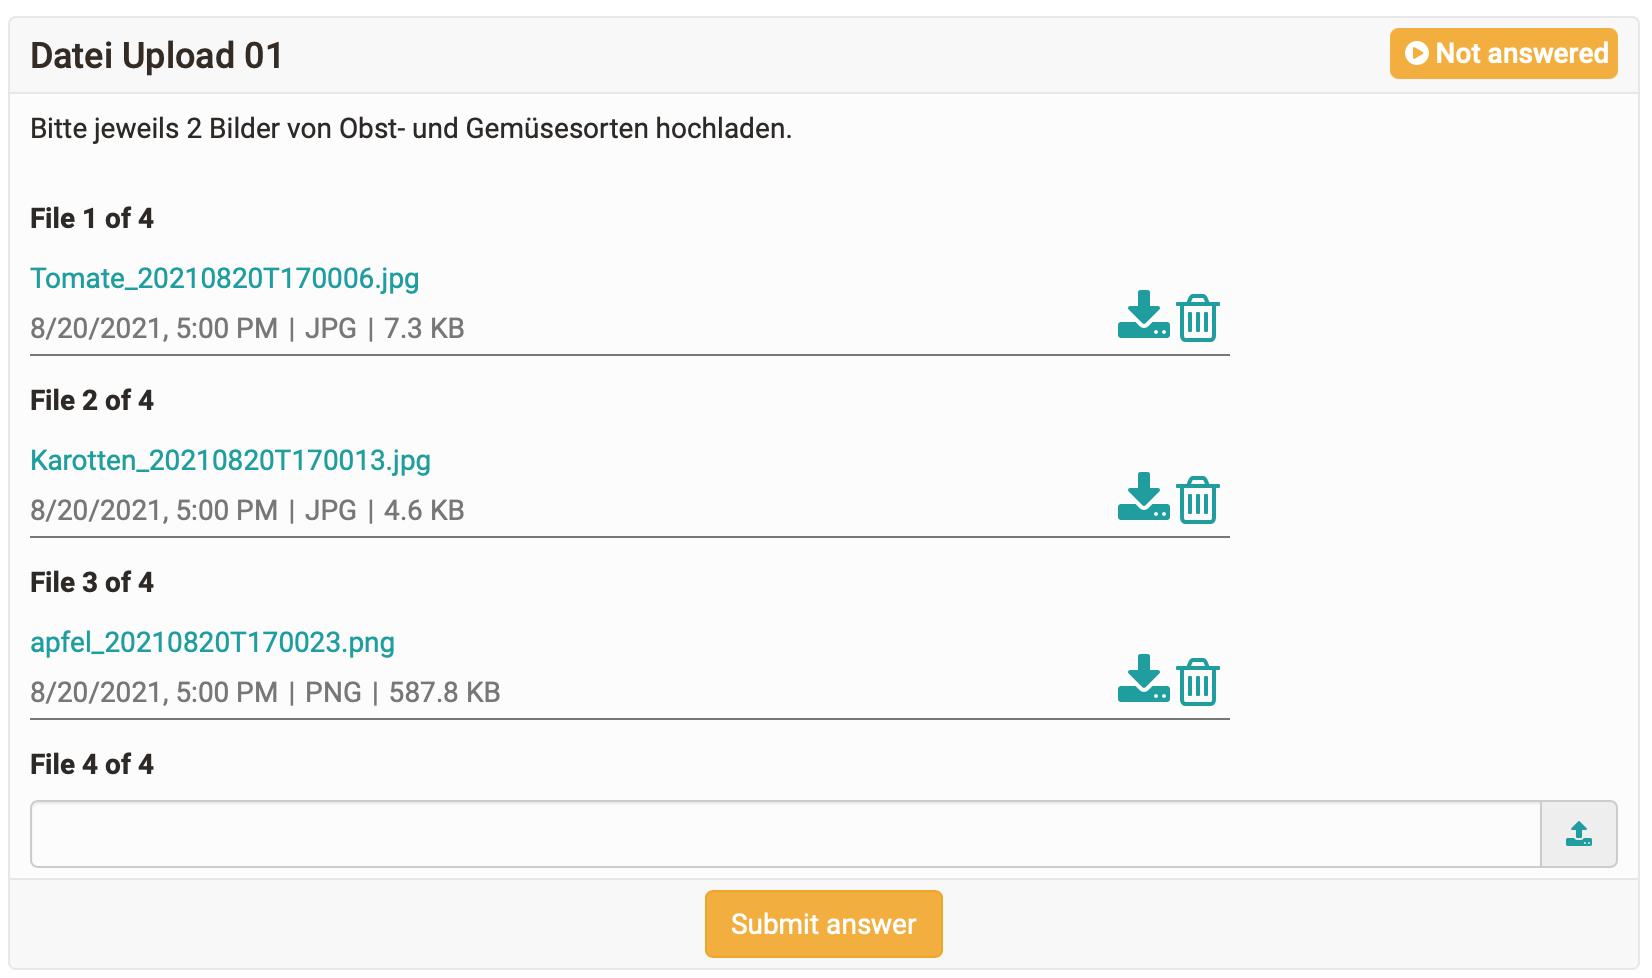 Datei Upload 01
Not answered
Bitte jeweils 2 Bilder von Obst- und Gemüsesorten hochladen.
File 1 of 4
Tomate_20210820T170006.jpg
8/20/2021, 5:00 PM | JPG | 7.3 KB
File 2 of 4
Karotten_20210820T170013.jpg
8/20/2021, 5:00 PM | JPG | 4.6 KB
File 3 of 4
apfel_20210820T170023.png
8/20/2021, 5:00 PM | PNG | 587.8 KB
File 4 of 4
Submit answer